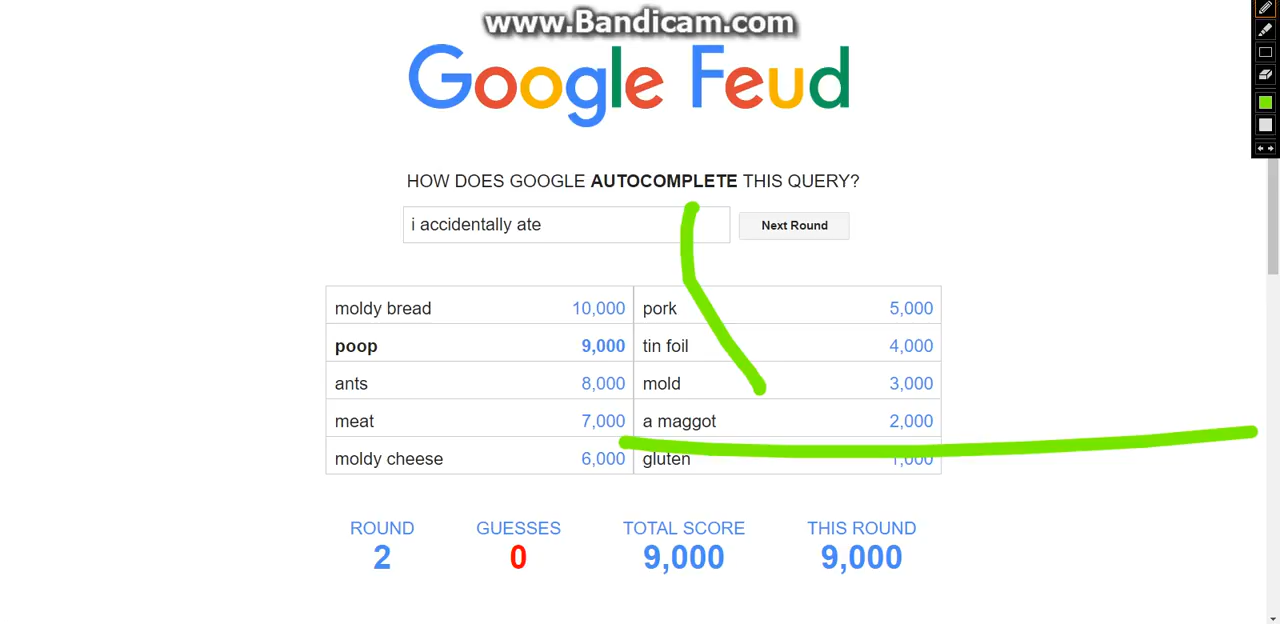 www.Bandicam.com
Google Feud
HOW DOES GOOGLE AUTOCOMPLETE THIS QUERY?
i accidentally ate
Next Round
moldy bread 10,000 pork 5,000
poop 9,000 tin foil 4,000
ants 8,000 mold 3,000
meat 7,000 a maggot 2,000
moldy cheese 6,000 gluten 1,000
ROUND GUESSES TOTAL SCORE THIS ROUND
2 0 9,000 9,000